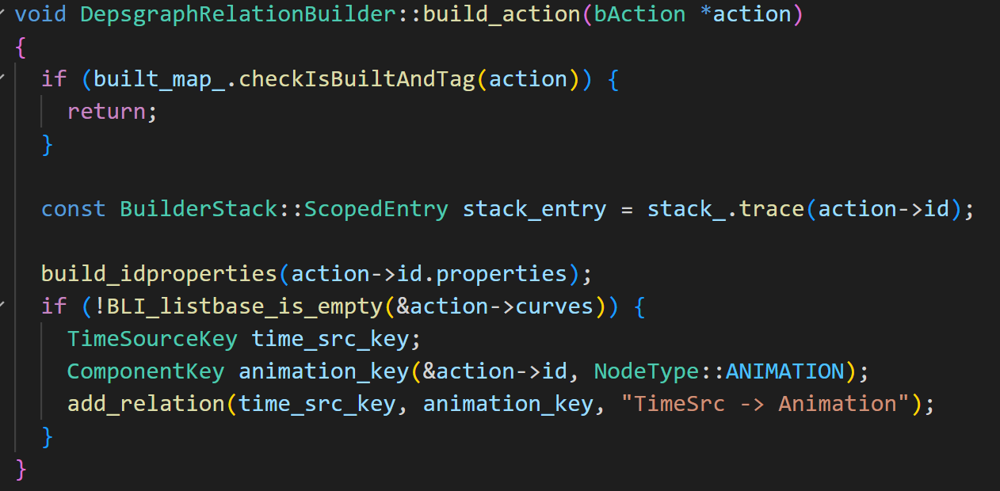 void DepsgraphRelationBuilder::build_action(bAction *action)
{
  if (built_map_.checkIsBuiltAndTag(action)) {
    return;
  }

  const BuilderStack::ScopedEntry stack_entry = stack_.trace(action->id);

  build_idproperties(action->id.properties);
  if (!BLI_listbase_is_empty(&action->curves)) {
    TimeSourceKey time_src_key;
    ComponentKey animation_key(&action->id, NodeType::ANIMATION);
    add_relation(time_src_key, animation_key, "TimeSrc -> Animation");
  }
}